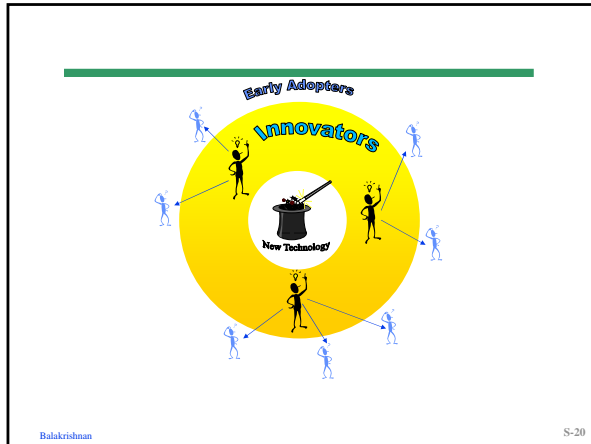 Early Adopters
Innovators
New Technology
Balakrishnan
S-20